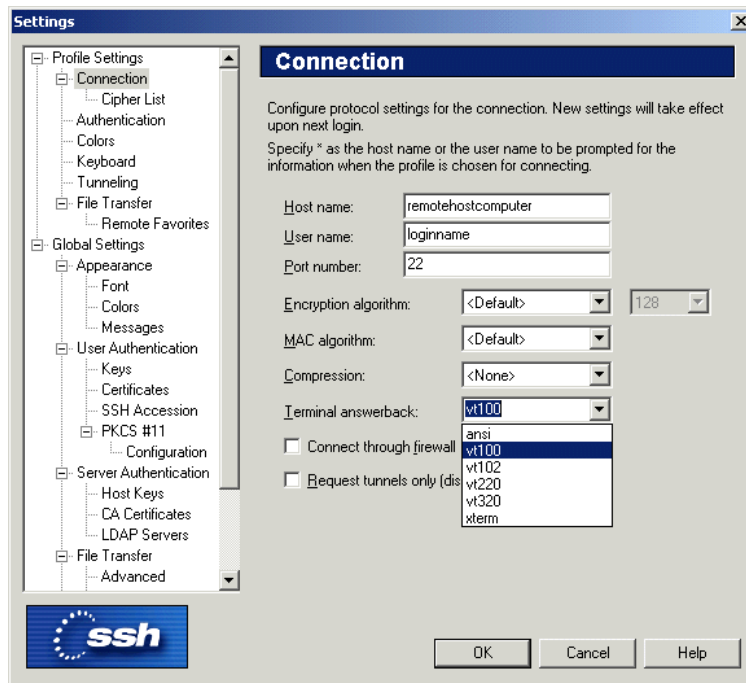 Settings
Profile Settings
Connection
Cipher List
Authentication
Colors
Keyboard
Tunneling
File Transfer
Remote Favorites
Global Settings
Appearance
Font
Colors
Messages
User Authentication
Keys
Certificates
SSH Accession
PKCS #11
Configuration
Server Authentication
Host Keys
CA Certificates
LDAP Servers
File Transfer
Advanced
ssh
Connection
Configure protocol settings for the connection. New settings will take effect
upon next login.
Specify * as the host name or the user name to be prompted for the
information when the profile is chosen for connecting.
Host name: remotehostcomputer
User name: loginname
Port number: 22
Encryption algorithm: <Default> 128
MAC algorithm: <Default>
Compression: <None>
Terminal answerback: vt100
ansi
vt100
vt102
vt220
vt320
xterm
Connect through firewall
Request tunnels only (dis
OK Cancel Help